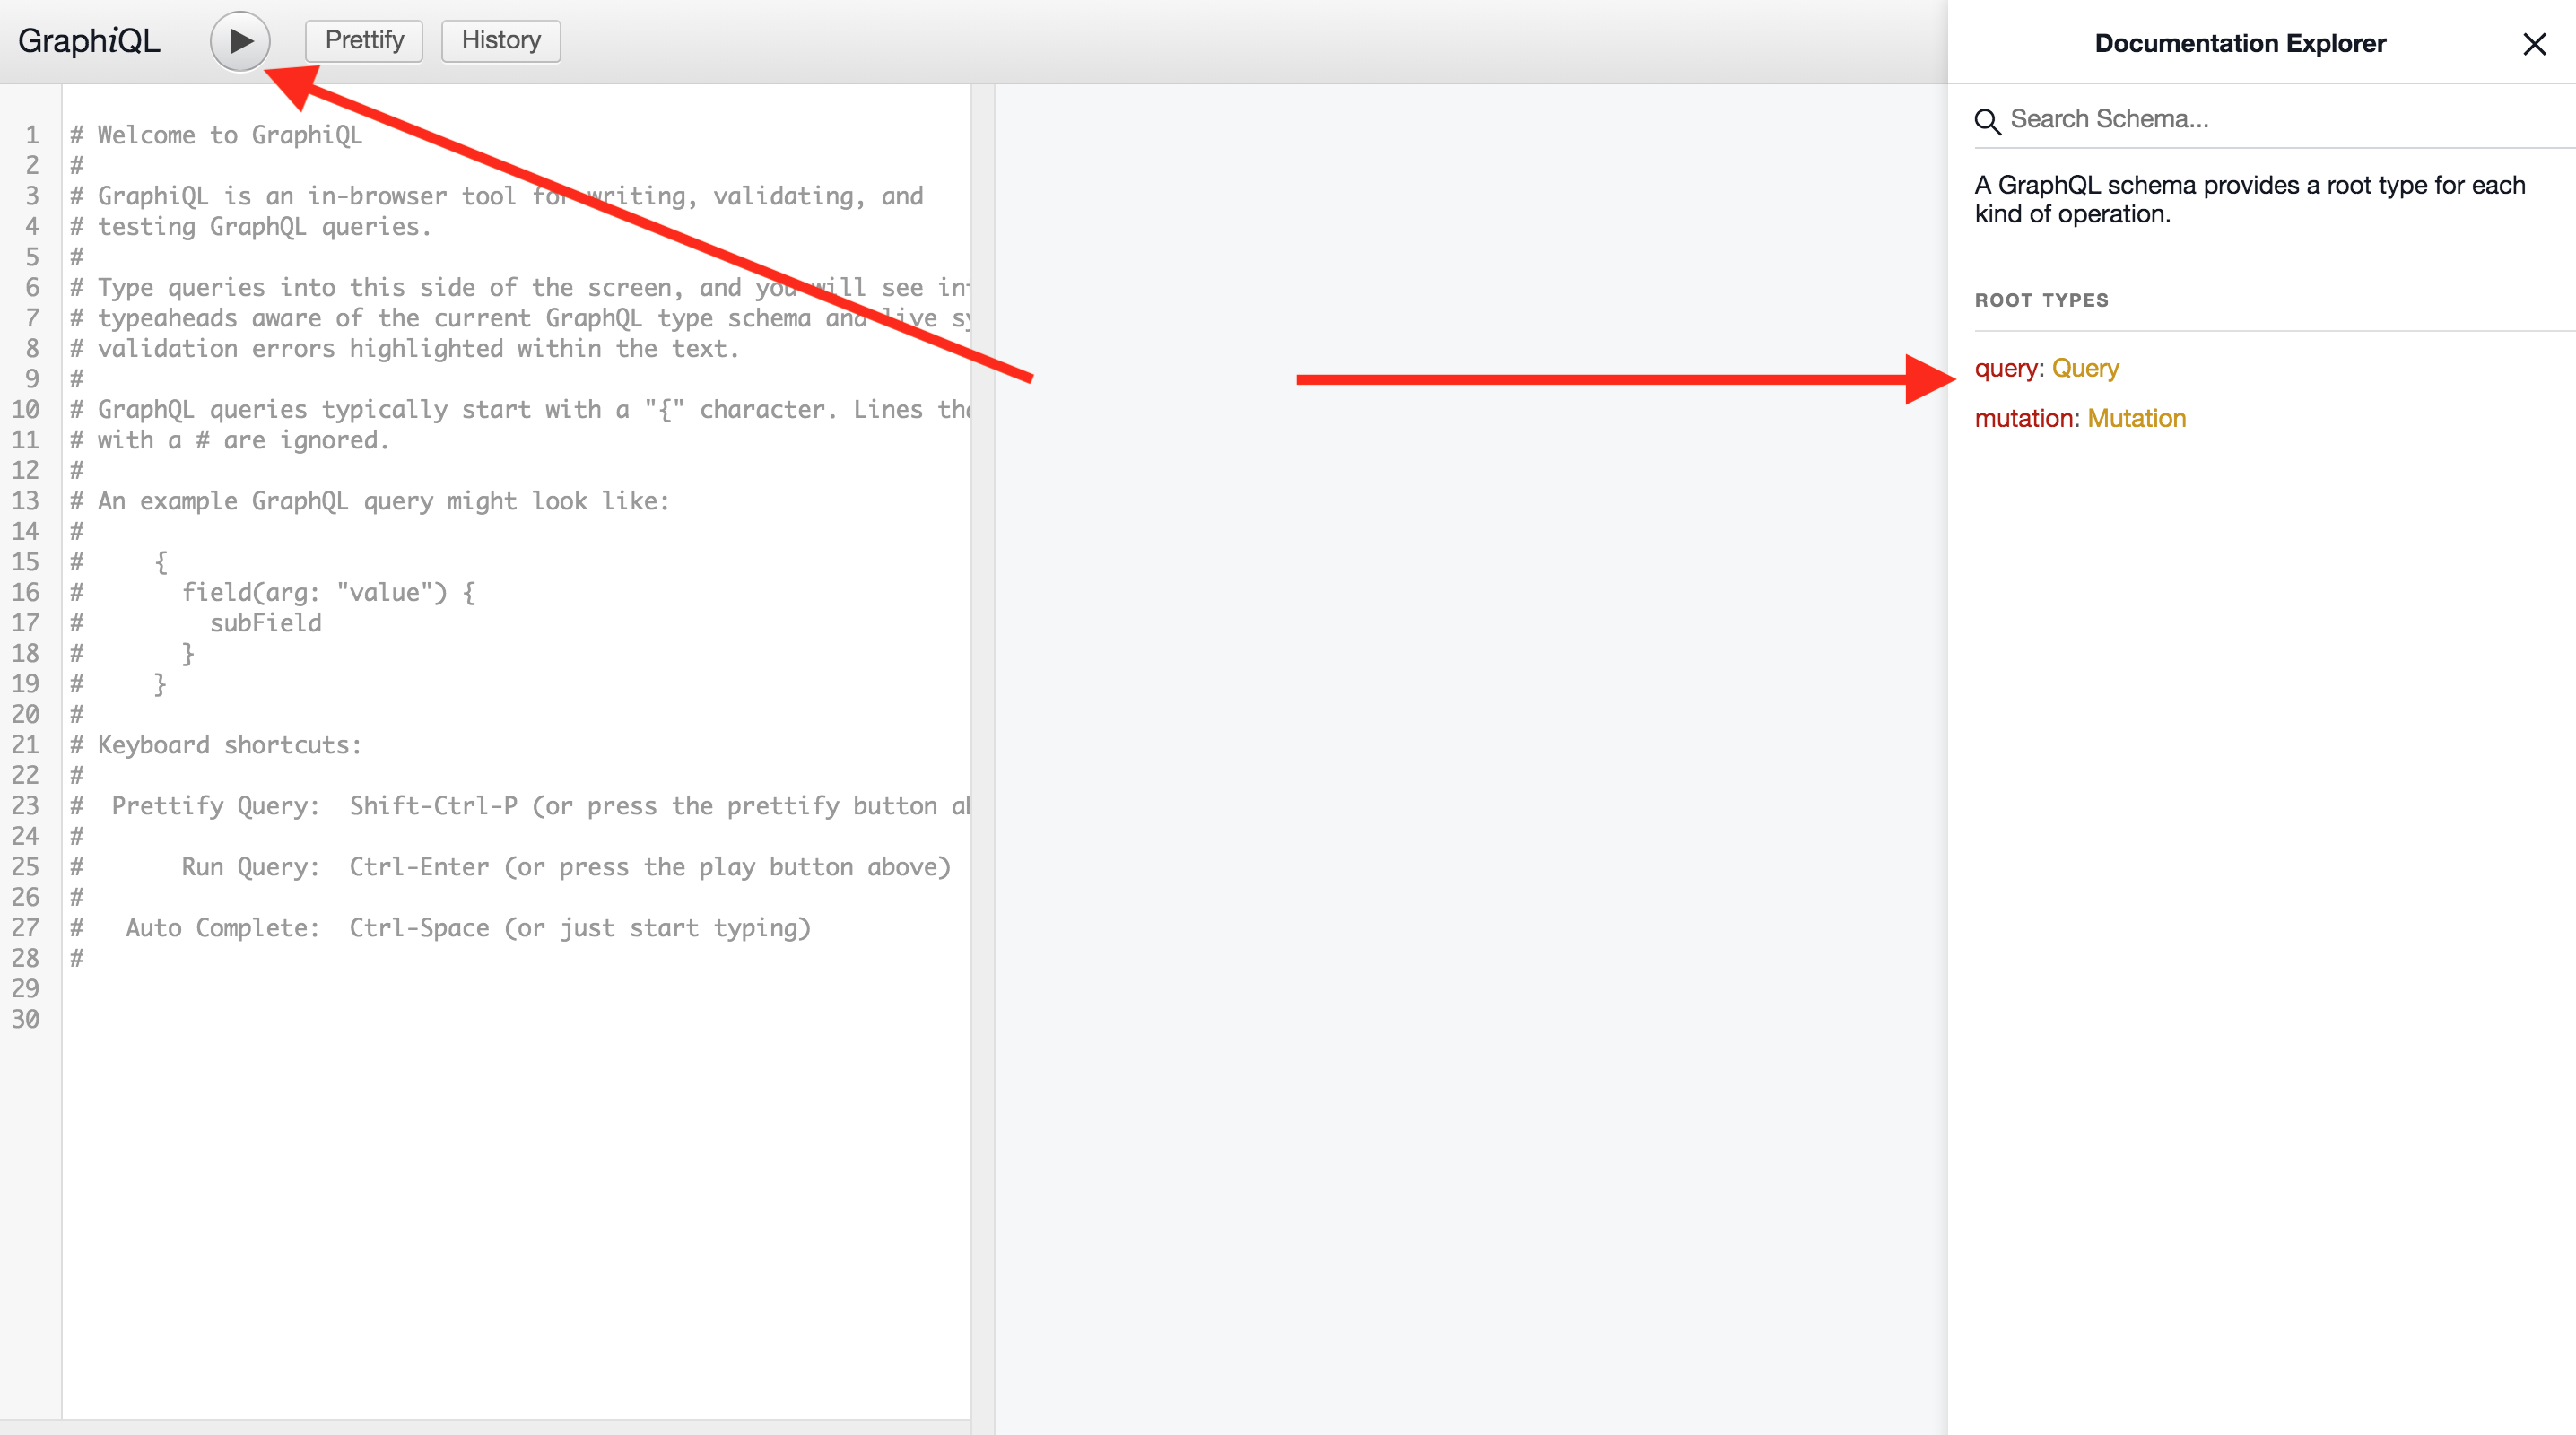 GraphiQL
Prettify
History
Documentation Explorer
Search Schema...
A GraphQL schema provides a root type for each
kind of operation.
ROOT TYPES
query: Query
mutation: Mutation
1 # Welcome to GraphiQL
2 #
3 # GraphiQL is an in-browser tool for writing, validating, and
4 # testing GraphQL queries.
5 #
6 # Type queries into this side of the screen, and you will see
7 # typeaheads aware of the current GraphQL type schema and live
8 # validation errors highlighted within the text.
9 #
10 # GraphQL queries typically start with a "{" character. Lines
11 # with a # are ignored.
12 #
13 # An example GraphQL query might look like:
14 #
15 #     {
16 #       field(arg: "value") {
17 #         subField
18 #       }
19 #     }
20 #
21 # Keyboard shortcuts:
22 #
23 #  Prettify Query:  Shift-Ctrl-P (or press the prettify button
24 #
25 #       Run Query:  Ctrl-Enter (or press the play button above)
26 #
27 #   Auto Complete:  Ctrl-Space (or just start typing)
28 #
29
30